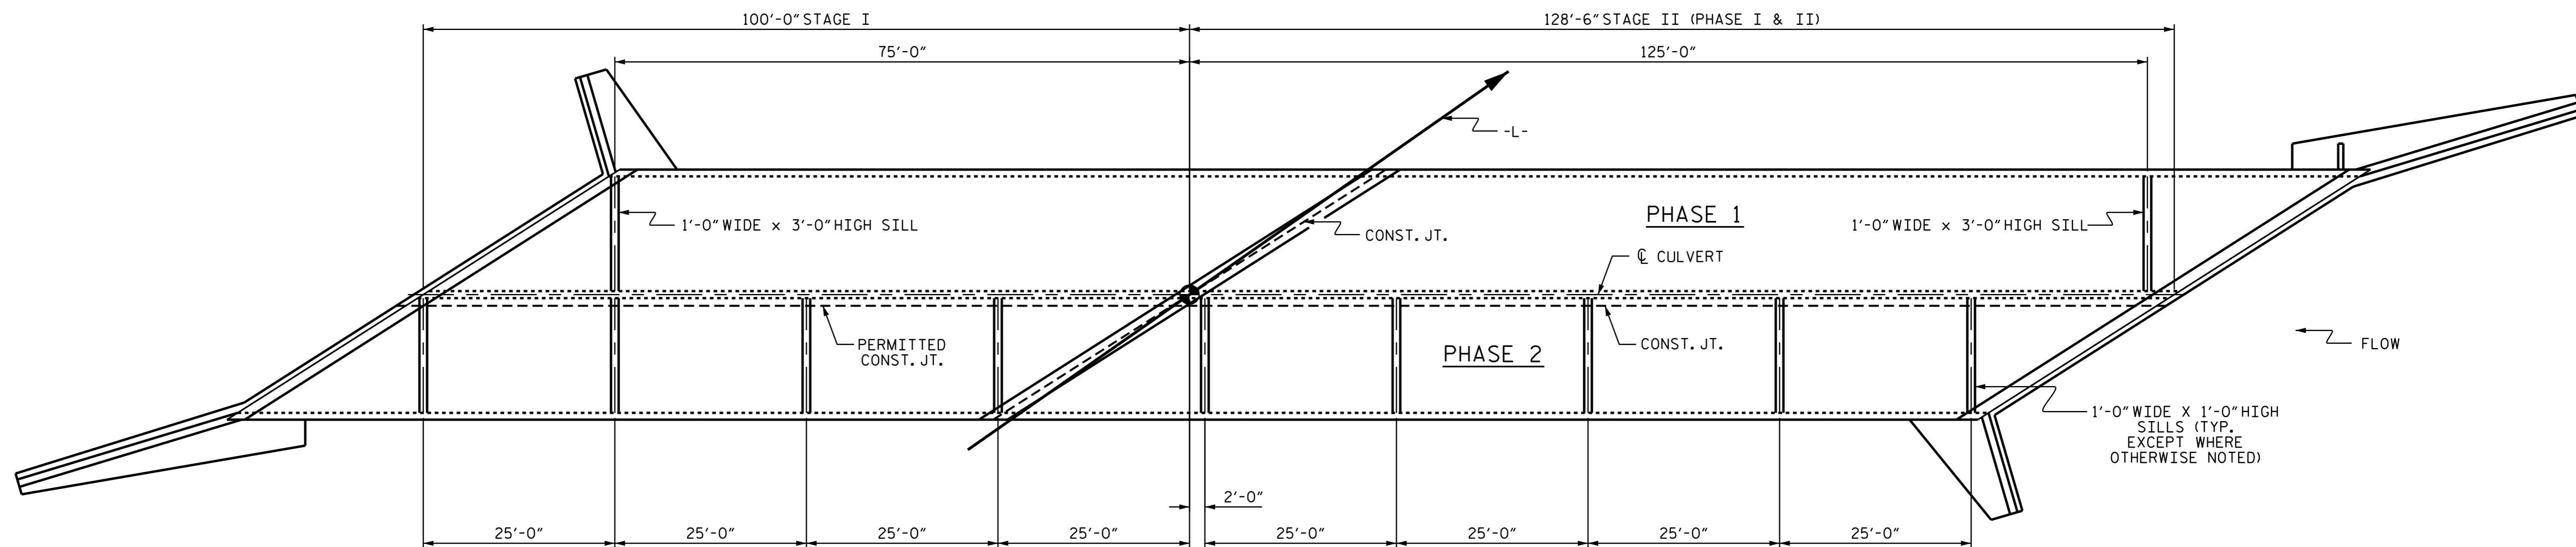 100'-0" STAGE I
128'-6" STAGE II (PHASE I & II)
75'-0"
125'-0"
-L-
1'-0" WIDE x 3'-0" HIGH SILL
CONST. JT.
PHASE 1
1'-0" WIDE x 3'-0" HIGH SILL
℄ CULVERT
PERMITTED
CONST. JT.
PHASE 2
CONST. JT.
FLOW
1'-0" WIDE X 1'-0" HIGH
SILLS (TYP.
EXCEPT WHERE
OTHERWISE NOTED)
2'-0"
25'-0"
25'-0"
25'-0"
25'-0"
25'-0"
25'-0"
25'-0"
25'-0"